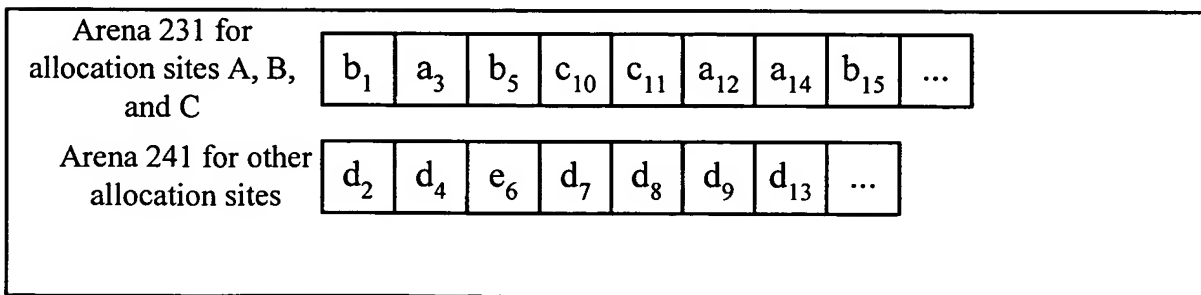 Arena 231 for
allocation sites A, B,
and C
b₁ a₃ b₅ c₁₀ c₁₁ a₁₂ a₁₄ b₁₅ ...
Arena 241 for other
allocation sites
d₂ d₄ e₆ d₇ d₈ d₉ d₁₃ ...